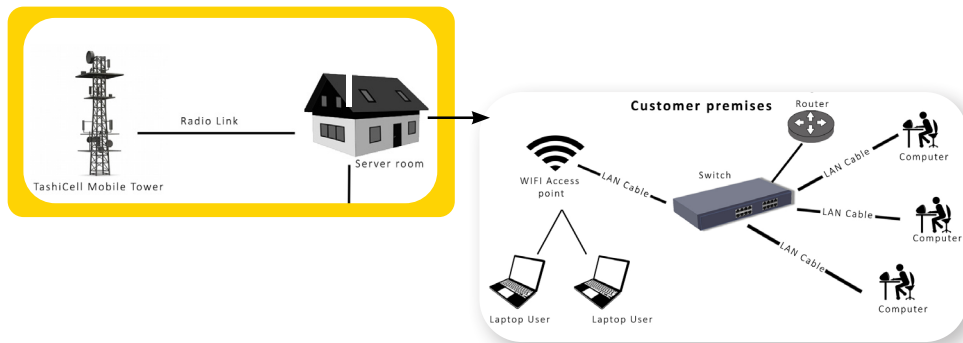 Radio Link
Server room
TashiCell Mobile Tower
Customer premises
Router
Computer
LAN Cable
Switch
WIFI Access
point
LAN Cable
LAN Cable
Computer
LAN Cable
Computer
Laptop User
Laptop User